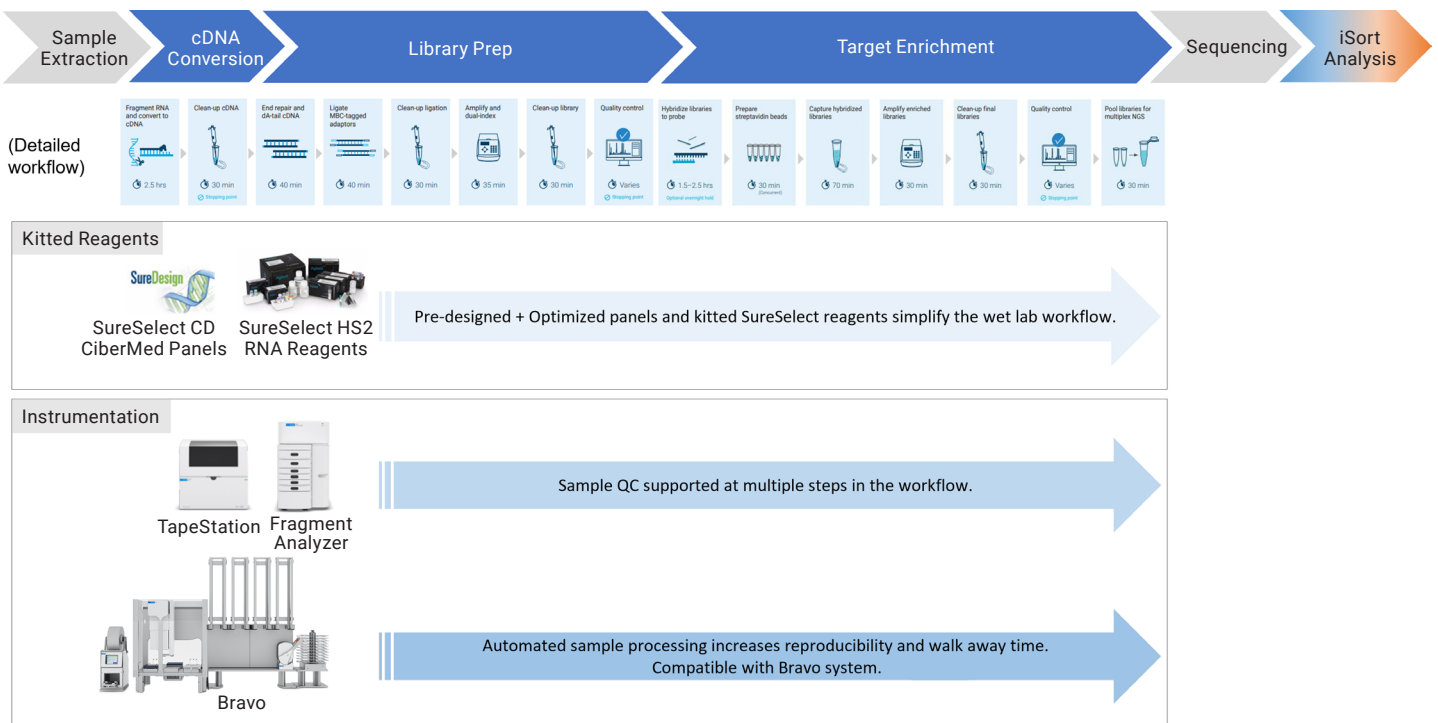 Sample
Extraction
cDNA
Conversion
Library Prep
Target Enrichment
Sequencing
iSort
Analysis
(Detailed
workflow)
Fragment RNA
and convert to
cDNA
2.5 hrs
Clean-up cDNA
30 min
Stopping point
End repair and
dA-tail cDNA
40 min
Ligate
MBC-tagged
adaptors
40 min
Clean-up ligation
30 min
Amplify and
dual-index
35 min
Clean-up library
30 min
Quality control
Varies
Stopping point
Hybridize libraries
to probe
1.5–2.5 hrs
Optional overnight hold
Prepare
streptavidin beads
30 min
(Concurrent)
Capture hybridized
libraries
70 min
Amplify enriched
libraries
30 min
Clean-up final
libraries
30 min
Quality control
Varies
Stopping point
Pool libraries for
multiplex NGS
30 min
Kitted Reagents
SureDesign
SureSelect CD
CiberMed Panels
SureSelect HS2
RNA Reagents
Pre-designed + Optimized panels and kitted SureSelect reagents simplify the wet lab workflow.
Instrumentation
TapeStation
Fragment
Analyzer
Sample QC supported at multiple steps in the workflow.
Bravo
Automated sample processing increases reproducibility and walk away time.
Compatible with Bravo system.